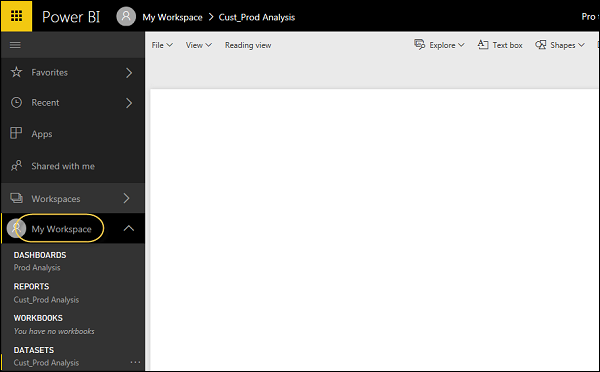 Power BI My Workspace > Cust_Prod Analysis Pro
File View Reading view Explore Text box Shapes
Favorites
Recent
Apps
Shared with me
Workspaces
My Workspace
DASHBOARDS
Prod Analysis
REPORTS
Cust_Prod Analysis
WORKBOOKS
You have no workbooks
DATASETS
Cust_Prod Analysis ...